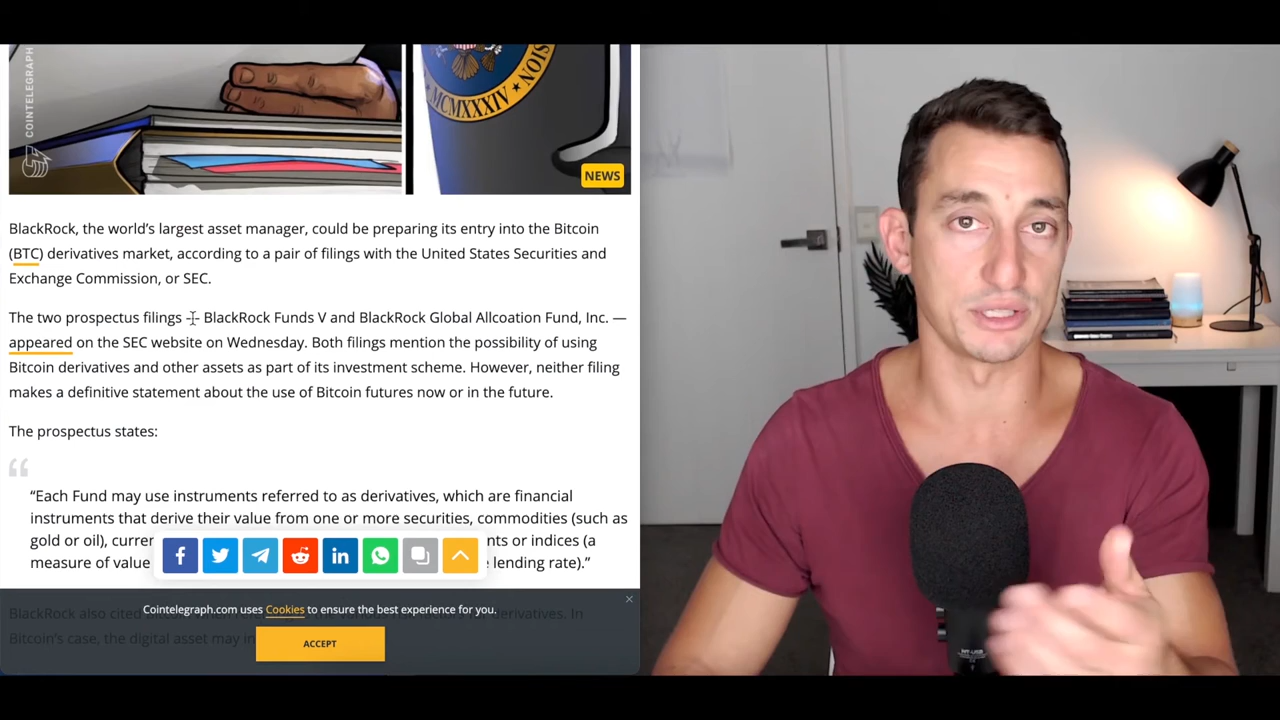 COINTELEGRAPH
MCMXXXIV
SION
NEWS
BlackRock, the world's largest asset manager, could be preparing its entry into the Bitcoin
(BTC) derivatives market, according to a pair of filings with the United States Securities and
Exchange Commission, or SEC.
The two prospectus filings — BlackRock Funds V and BlackRock Global Allcoation Fund, Inc. —
appeared on the SEC website on Wednesday. Both filings mention the possibility of using
Bitcoin derivatives and other assets as part of its investment scheme. However, neither filing
makes a definitive statement about the use of Bitcoin futures now or in the future.
The prospectus states:
“Each Fund may use instruments referred to as derivatives, which are financial
instruments that derive their value from one or more securities, commodities (such as
gold or oil), curren nts or indices (a
measure of value lending rate).”
Cointelegraph.com uses Cookies to ensure the best experience for you.
BlackRock also cited derivatives. In
Bitcoin's case, the digital asset may
ACCEPT